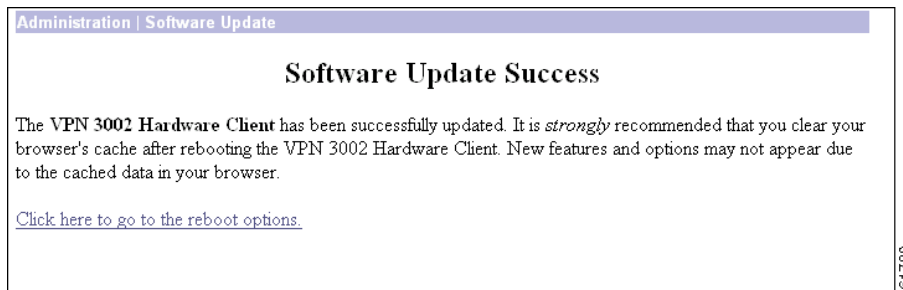 Administration | Software Update
Software Update Success
The VPN 3002 Hardware Client has been successfully updated. It is strongly recommended that you clear your
browser's cache after rebooting the VPN 3002 Hardware Client. New features and options may not appear due
to the cached data in your browser.
Click here to go to the reboot options.